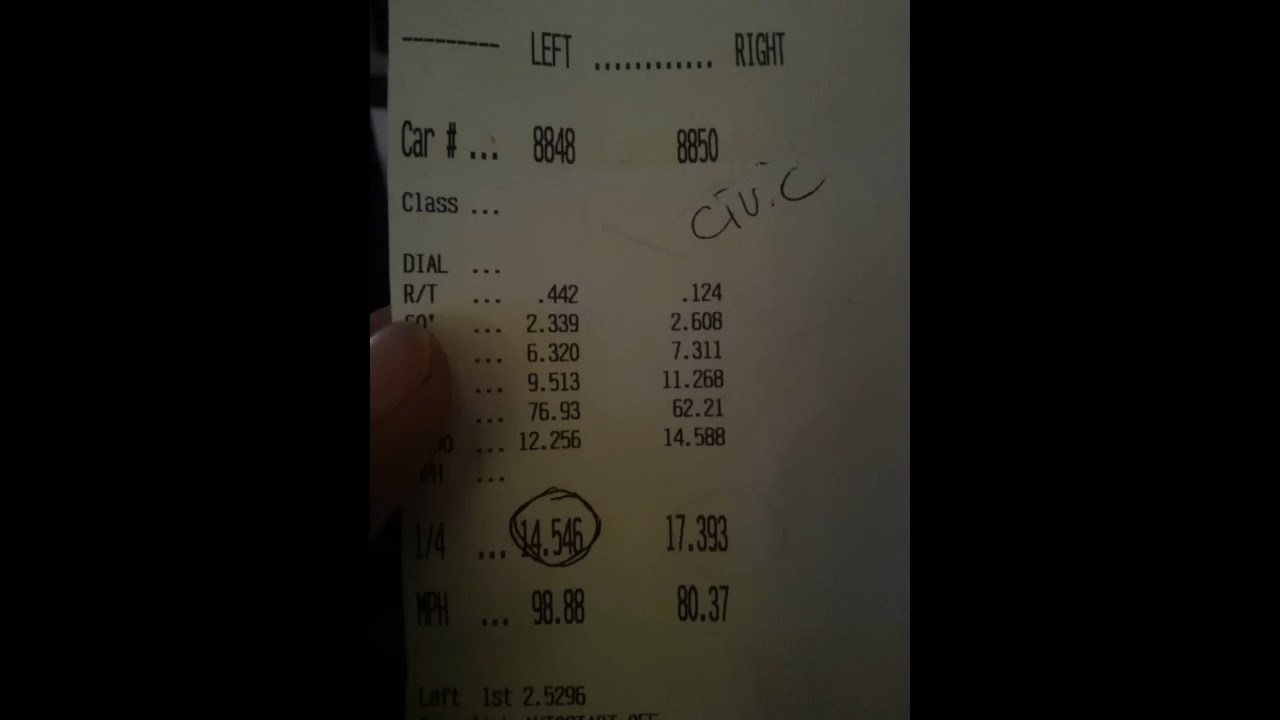 --------- LEFT ............ RIGHT
Car # ... 8848 8850
Civic
Class ...
DIAL ...
R/T ... .442 .124
60' ... 2.339 2.608
... 6.320 7.311
... 9.513 11.268
... 76.93 62.21
... 12.256 14.588
MPH ...
1/4 ... 14.546 17.393
MPH ... 98.88 80.37
Left 1st 2.5296